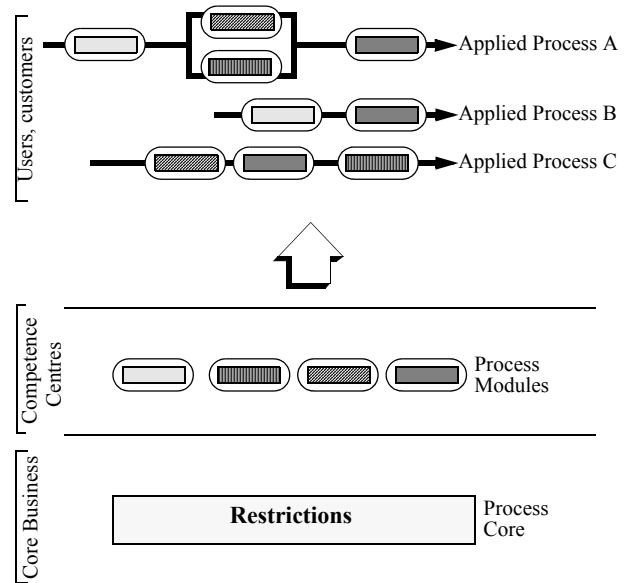 Users, customers
Applied Process A
Applied Process B
Applied Process C
Competence
Centres
Process
Modules
Core Business
Restrictions
Process
Core